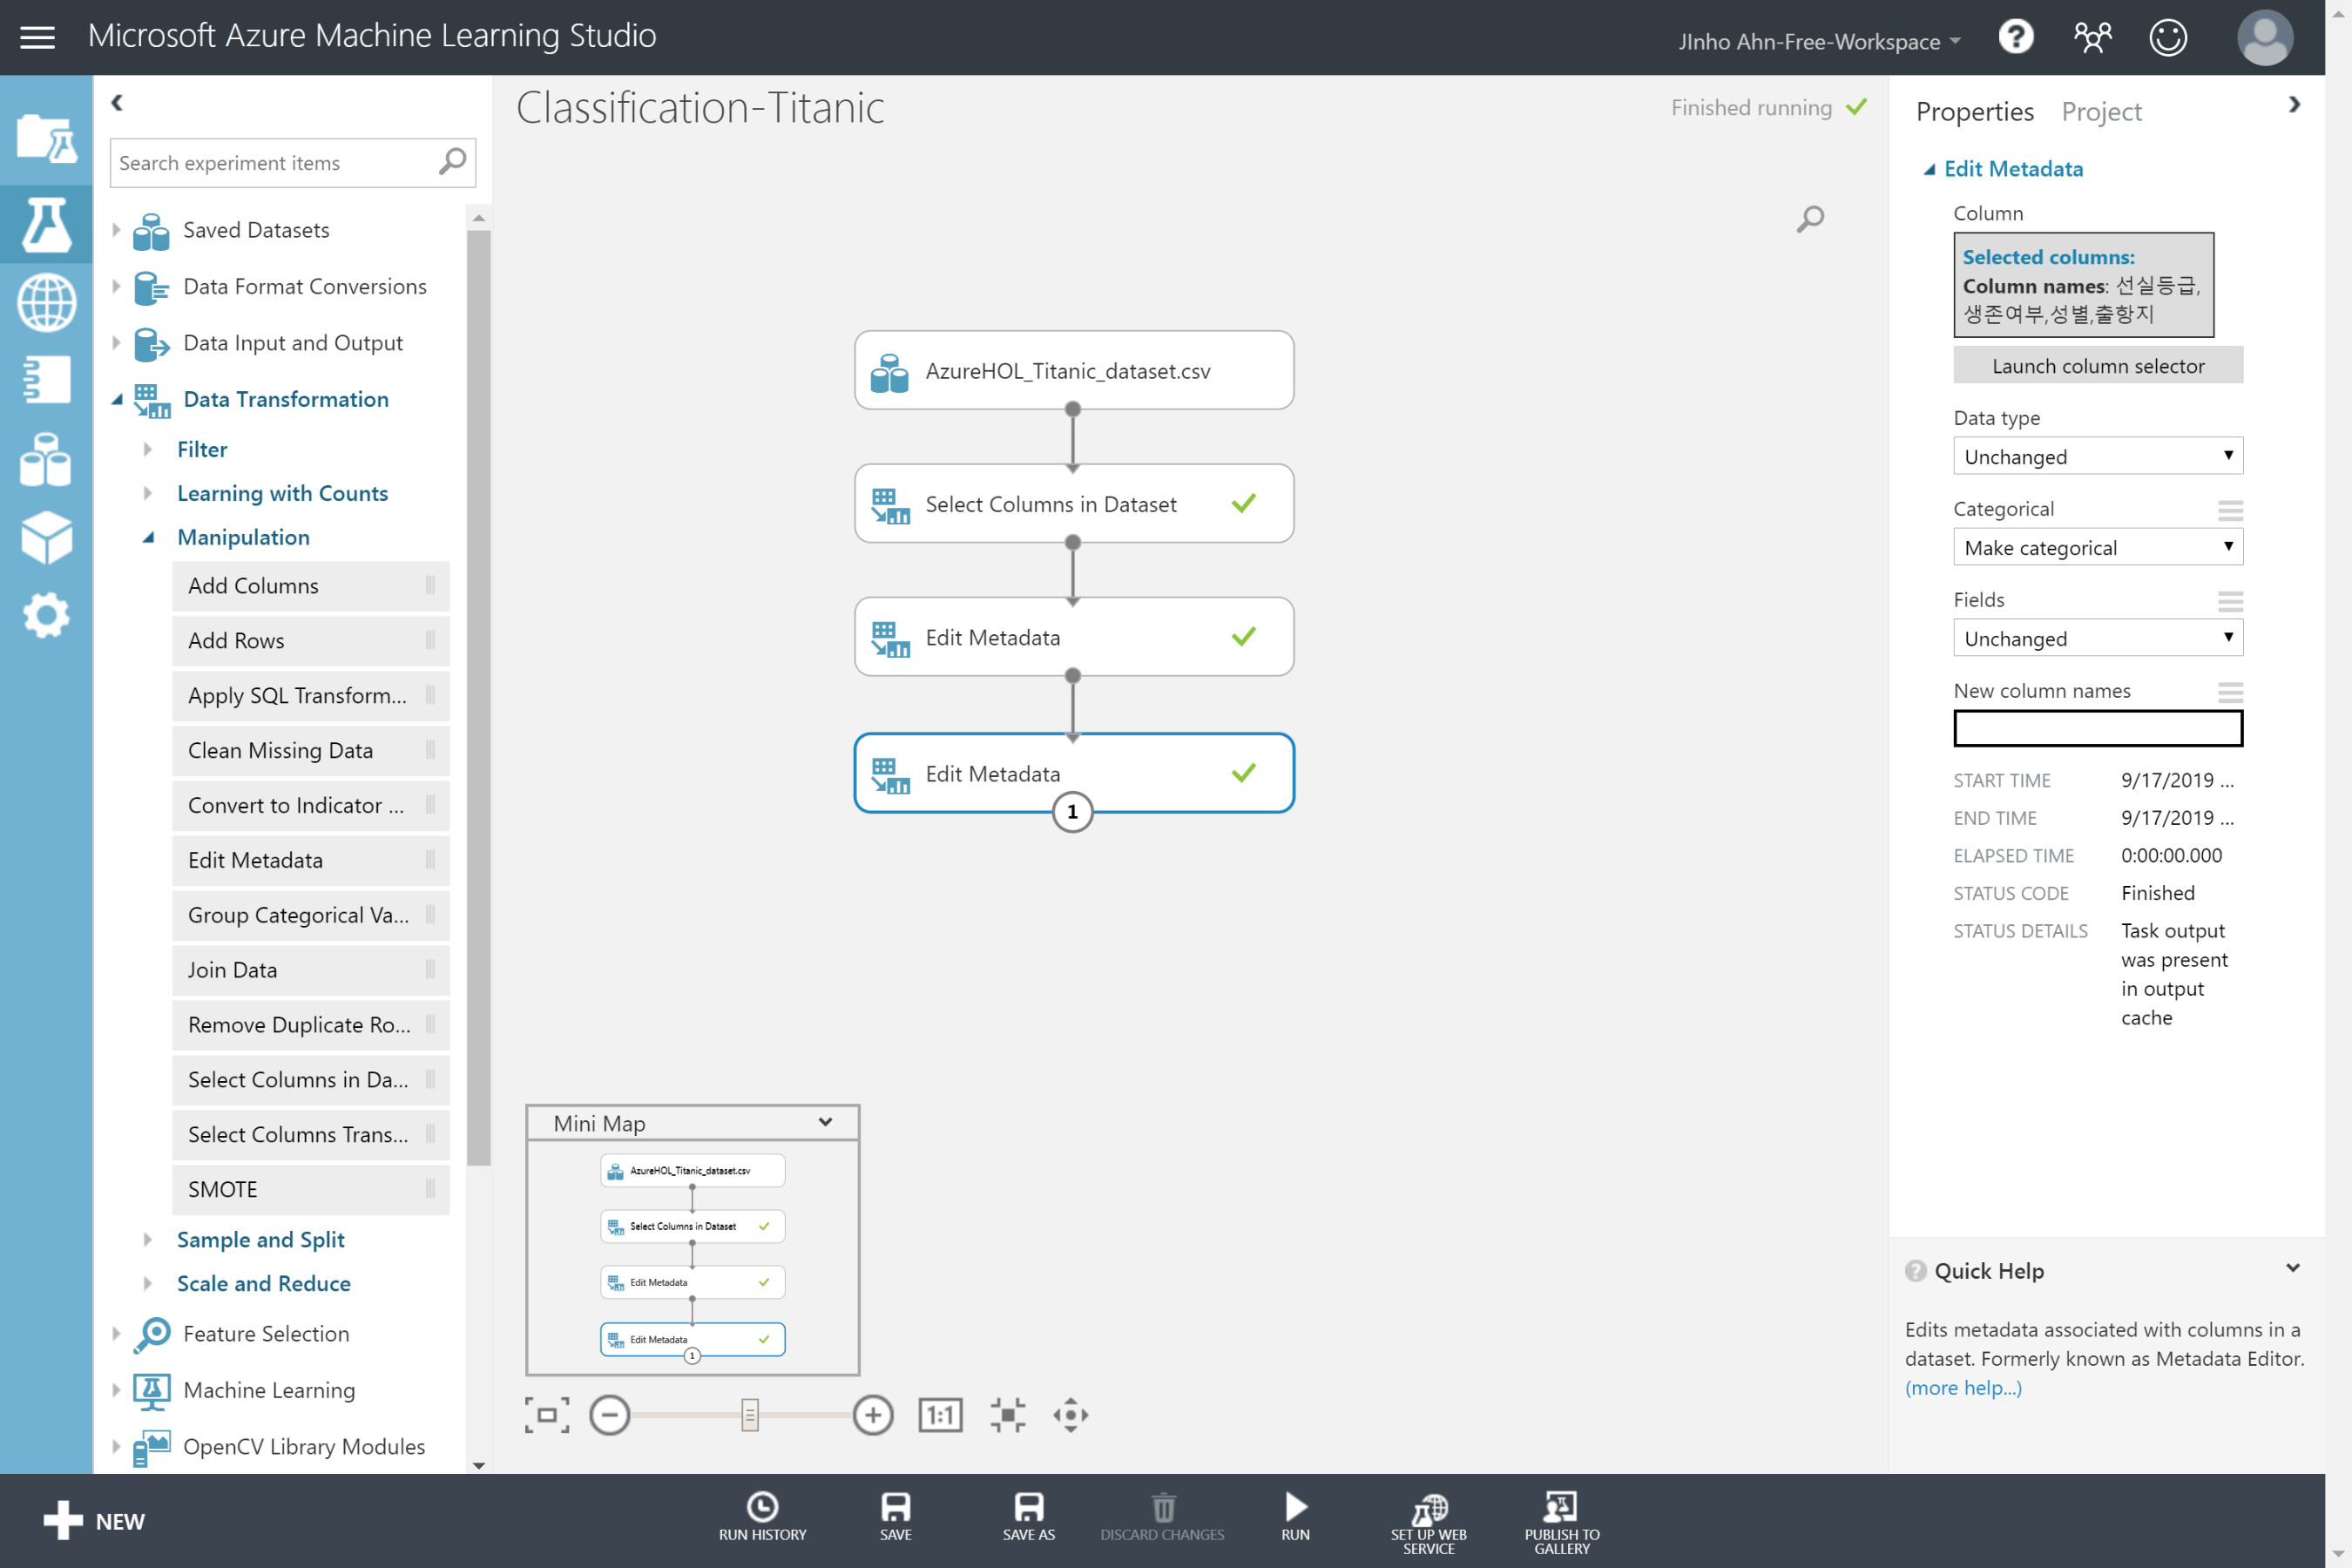 Microsoft Azure Machine Learning Studio
JInho Ahn-Free-Workspace
?
Search experiment items
Saved Datasets
Data Format Conversions
Data Input and Output
Data Transformation
Filter
Learning with Counts
Manipulation
Add Columns
Add Rows
Apply SQL Transform...
Clean Missing Data
Convert to Indicator ...
Edit Metadata
Group Categorical Va...
Join Data
Remove Duplicate Ro...
Select Columns in Da...
Select Columns Trans...
SMOTE
Sample and Split
Scale and Reduce
Feature Selection
Machine Learning
OpenCV Library Modules
Classification-Titanic
Finished running
AzureHOL_Titanic_dataset.csv
Select Columns in Dataset
Edit Metadata
Edit Metadata
1
Mini Map
AzureHOL_Titanic_dataset.csv
Select Columns in Dataset
Edit Metadata
Edit Metadata
1
1:1
Properties Project
Edit Metadata
Column
Selected columns:
Column names: 선실등급,
생존여부,성별,출항지
Launch column selector
Data type
Unchanged
Categorical
Make categorical
Fields
Unchanged
New column names
START TIME 9/17/2019 ...
END TIME 9/17/2019 ...
ELAPSED TIME 0:00:00.000
STATUS CODE Finished
STATUS DETAILS Task output
was present
in output
cache
? Quick Help
Edits metadata associated with columns in a
dataset. Formerly known as Metadata Editor.
(more help...)
NEW
RUN HISTORY
SAVE
SAVE AS
DISCARD CHANGES
RUN
SET UP WEB
SERVICE
PUBLISH TO
GALLERY